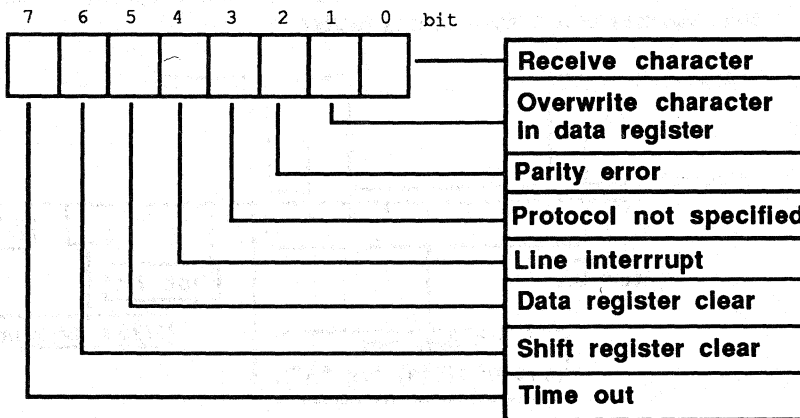 7 6 5 4 3 2 1 0 bit
Receive character
Overwrite character
in data register
Parity error
Protocol not specified
Line interrrupt
Data register clear
Shift register clear
Time out